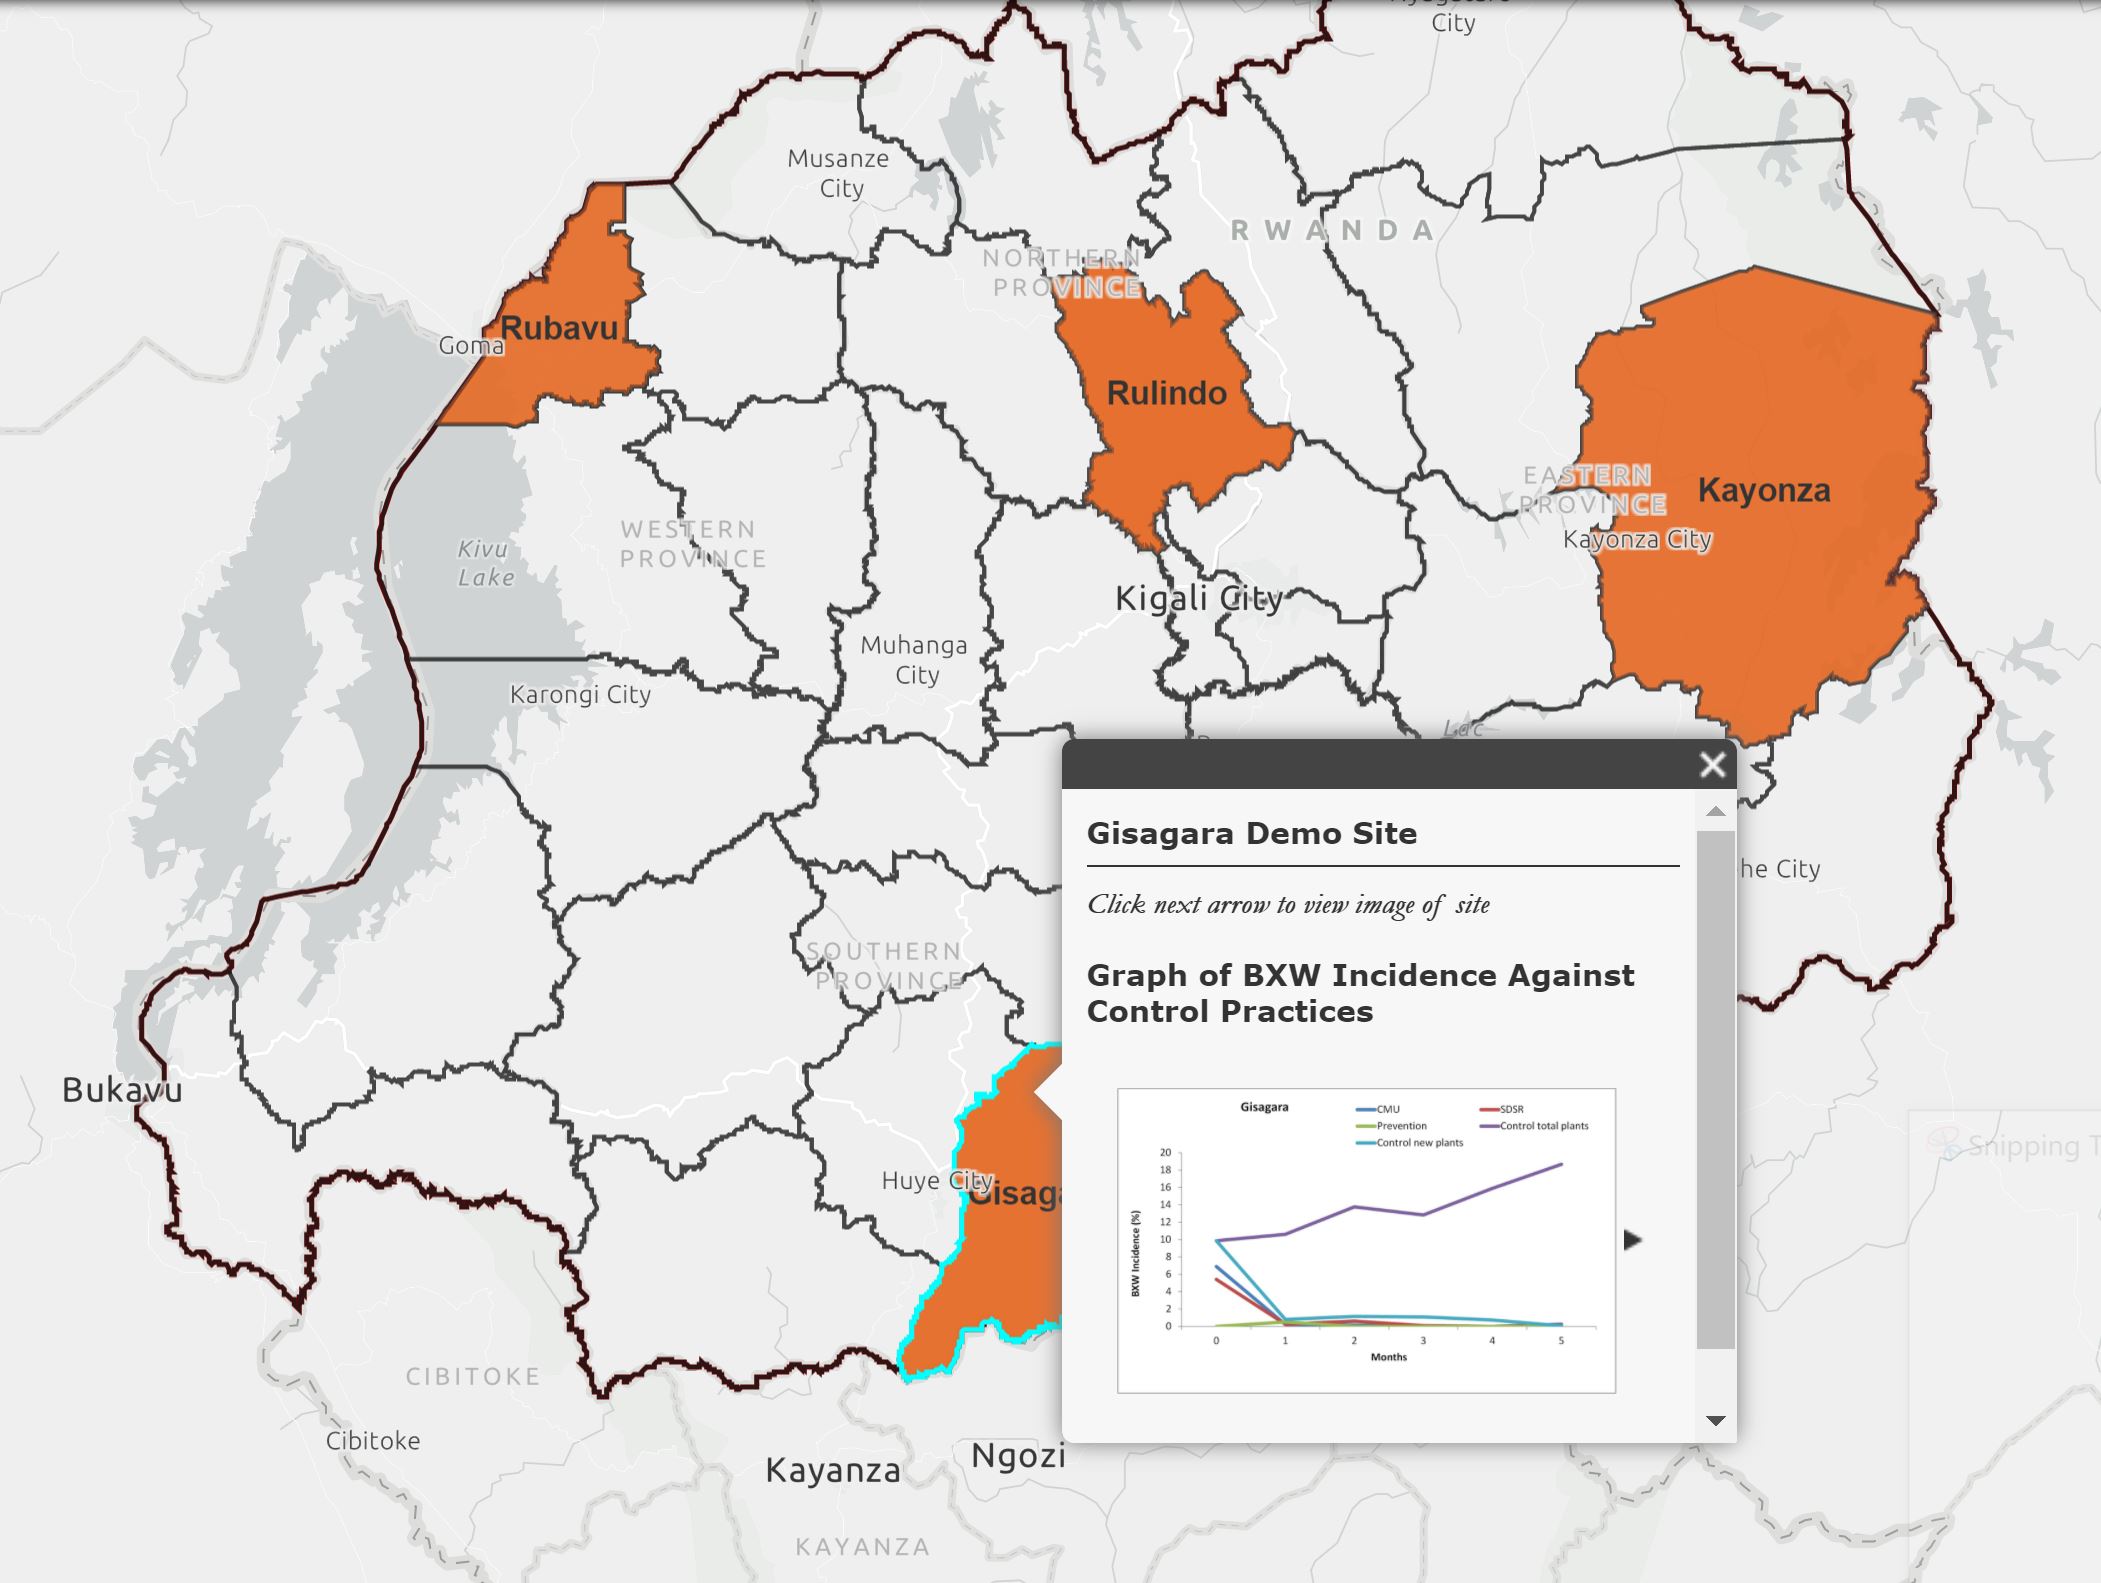 City
Musanze
City
RWANDA
NORTHERN
PROVINCE
Rubavu
Goma
Rulindo
EASTERN
PROVINCE
Kayonza
Kayonza City
WESTERN
PROVINCE
Kivu
Lake
Kigali City
Muhanga
City
Karongi City
Lac
he City
SOUTHERN
PROVINCE
Bukavu
Huye City
Gisaga
CIBITOKE
Cibitoke
Kayanza
Ngozi
KAYANZA
Snipping T
Gisagara Demo Site
Click next arrow to view image of site
Graph of BXW Incidence Against
Control Practices
Gisagara
CMU
SDSR
Prevention
Control total plants
Control new plants
BXW Incidence (%)
20
18
16
14
12
10
8
6
4
2
0
0 1 2 3 4 5
Months